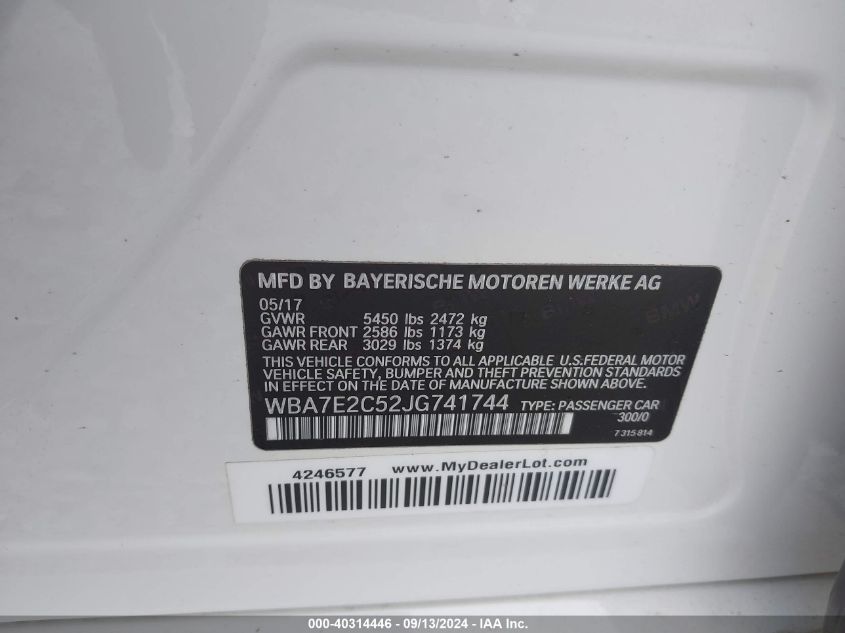 MFD BY BAYERISCHE MOTOREN WERKE AG
05/17
GVWR 5450 lbs 2472 kg
GAWR FRONT 2586 lbs 1173 kg
GAWR REAR 3029 lbs 1374 kg
THIS VEHICLE CONFORMS TO ALL APPLICABLE U.S.FEDERAL MOTOR
VEHICLE SAFETY, BUMPER AND THEFT PREVENTION STANDARDS
IN EFFECT ON THE DATE OF MANUFACTURE SHOWN ABOVE.
WBA7E2C52JG741744 TYPE: PASSENGER CAR
300/0
7315814
4246577 www.MyDealerLot.com
000-40314446 - 09/13/2024 - IAA Inc.